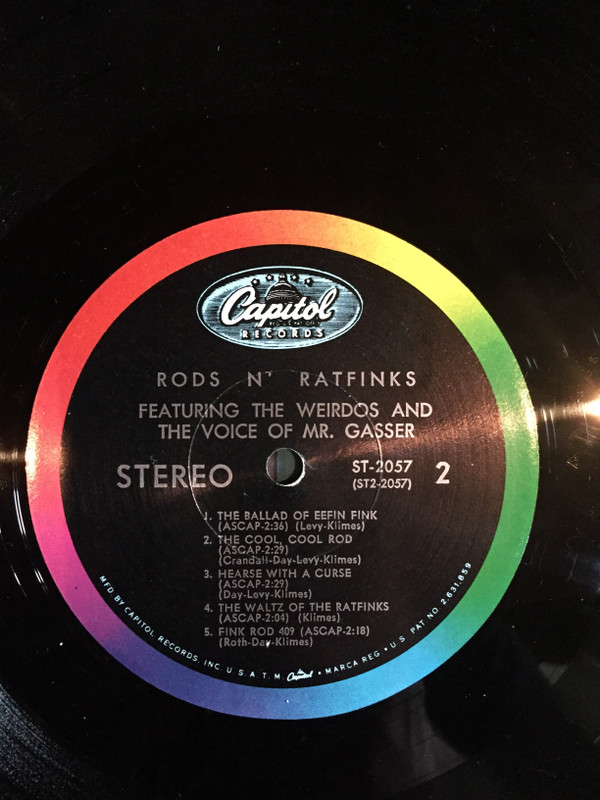 Capitol
RECORDS
RODS N' RATFINKS
FEATURING THE WEIRDOS AND
THE VOICE OF MR. GASSER
STEREO
ST-2057
(ST2-2057)
2
1. THE BALLAD OF EEFIN FINK
(ASCAP-2:36) (Levy-Klimes)
2. THE COOL, COOL ROD
(ASCAP-2:29)
(Crandall-Day-Levy-Klimes)
3. HEARSE WITH A CURSE
(ASCAP-2:29)
(Day-Levy-Klimes)
4. THE WALTZ OF THE RATFINKS
(ASCAP-2:04) (Klimes)
5. FINK ROD 409 (ASCAP-2:18)
(Roth-Day-Klimes)
MFD BY CAPITOL RECORDS, INC. U.S.A. T.M. Capitol • MARCA REG. • U.S. PAT. NO. 2,631,859